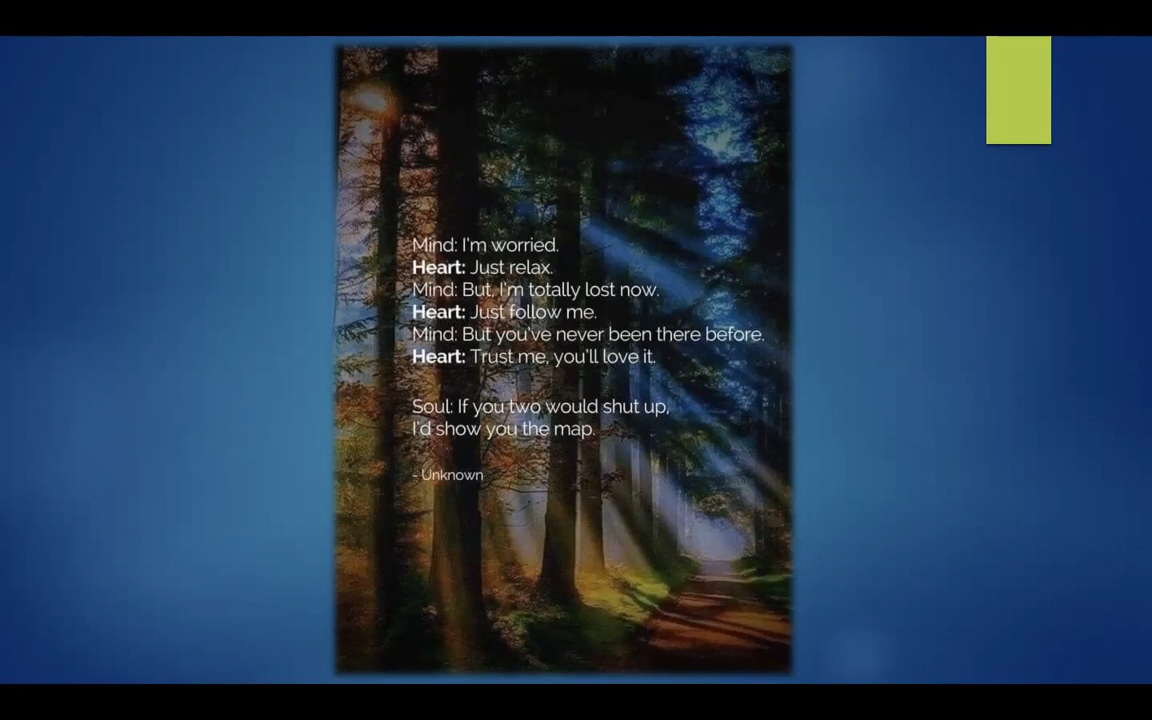 Mind: I'm worried.
Heart: Just relax.
Mind: But, I'm totally lost now.
Heart: Just follow me.
Mind: But you've never been there before.
Heart: Trust me, you'll love it.
Soul: If you two would shut up,
I'd show you the map.
- Unknown